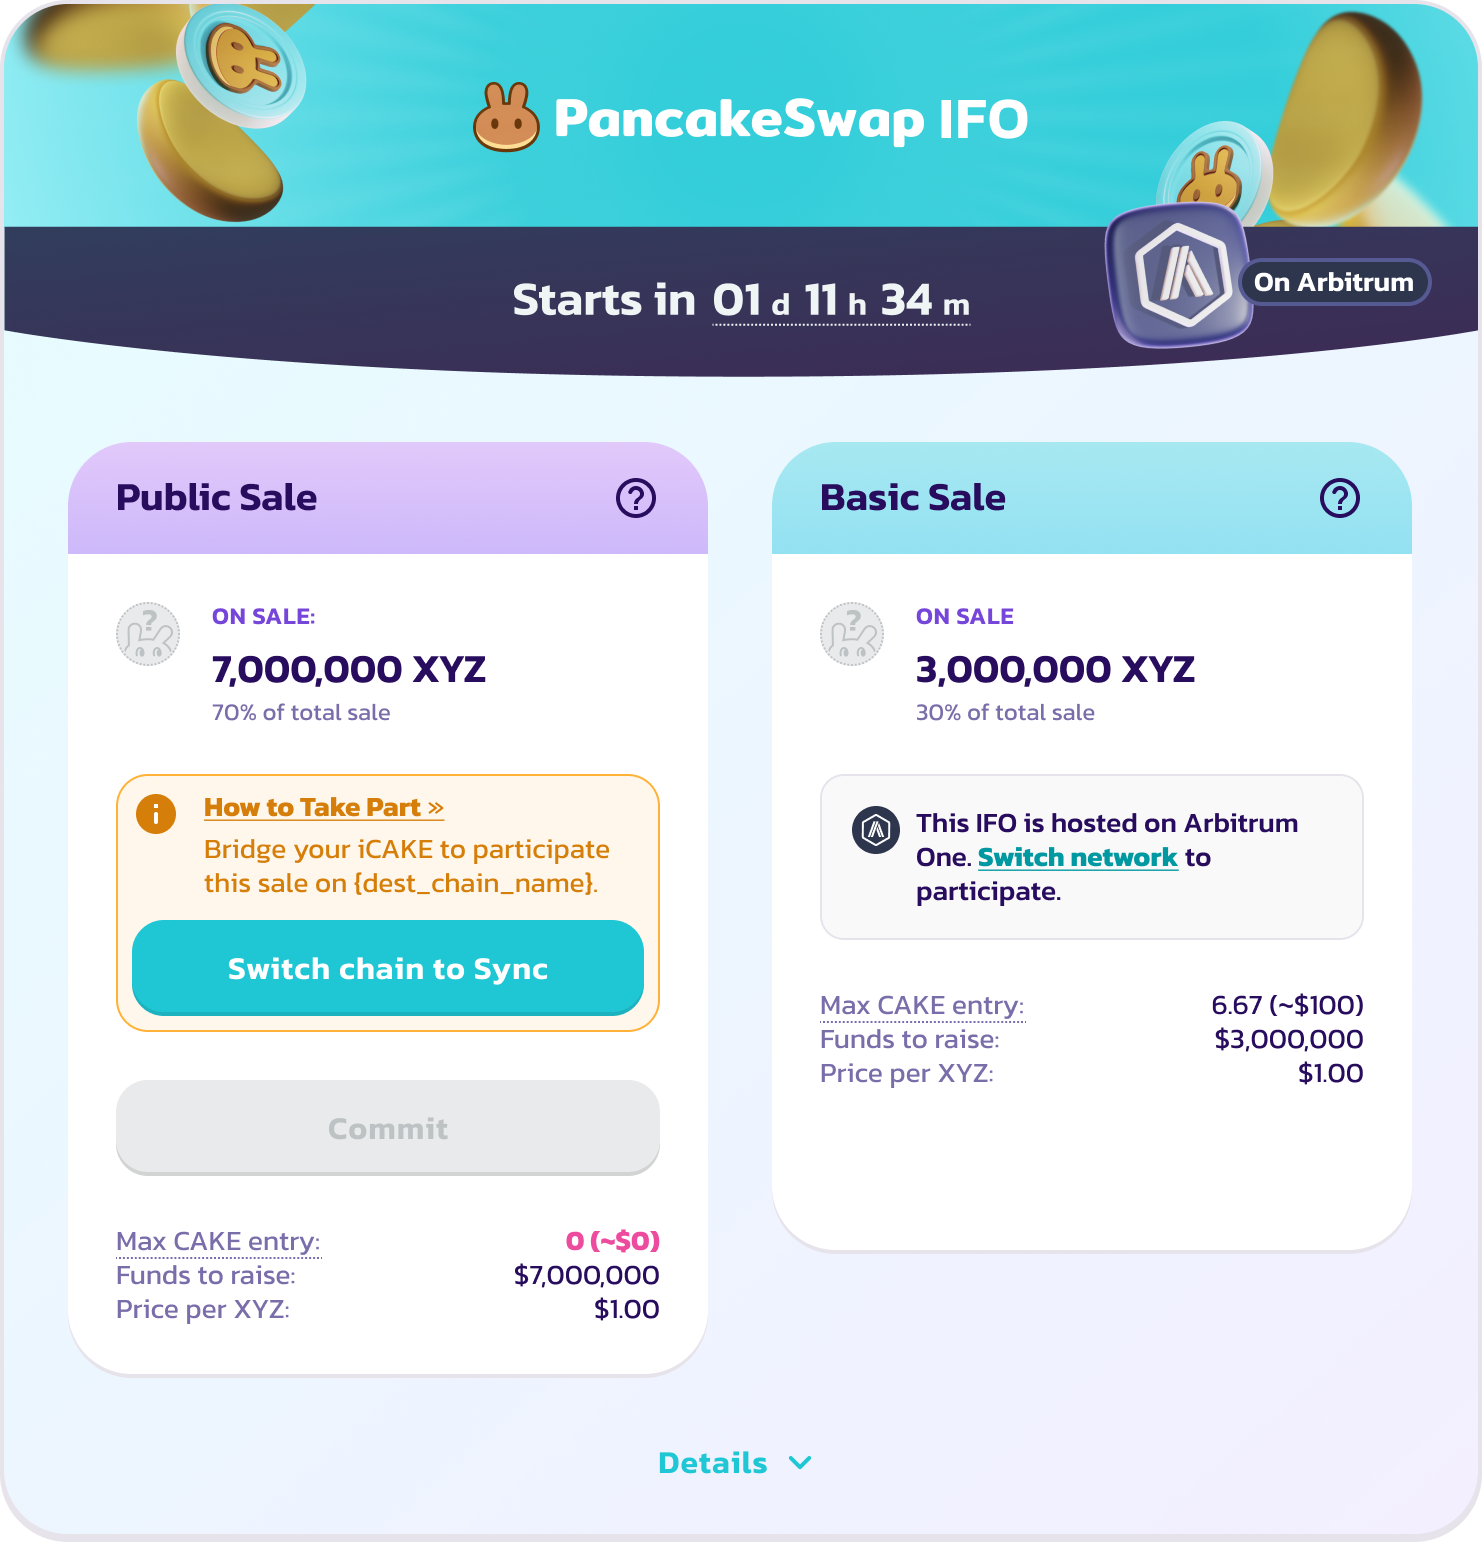 PancakeSwap IFO
Starts in 01 d 11 h 34 m
On Arbitrum
Public Sale
?
ON SALE:
7,000,000 XYZ
70% of total sale
How to Take Part »
Bridge your iCAKE to participate
this sale on {dest_chain_name}.
Switch chain to Sync
Commit
Max CAKE entry: 0 (~$0)
Funds to raise: $7,000,000
Price per XYZ: $1.00
Basic Sale
?
ON SALE
3,000,000 XYZ
30% of total sale
This IFO is hosted on Arbitrum
One. Switch network to
participate.
Max CAKE entry: 6.67 (~$100)
Funds to raise: $3,000,000
Price per XYZ: $1.00
Details